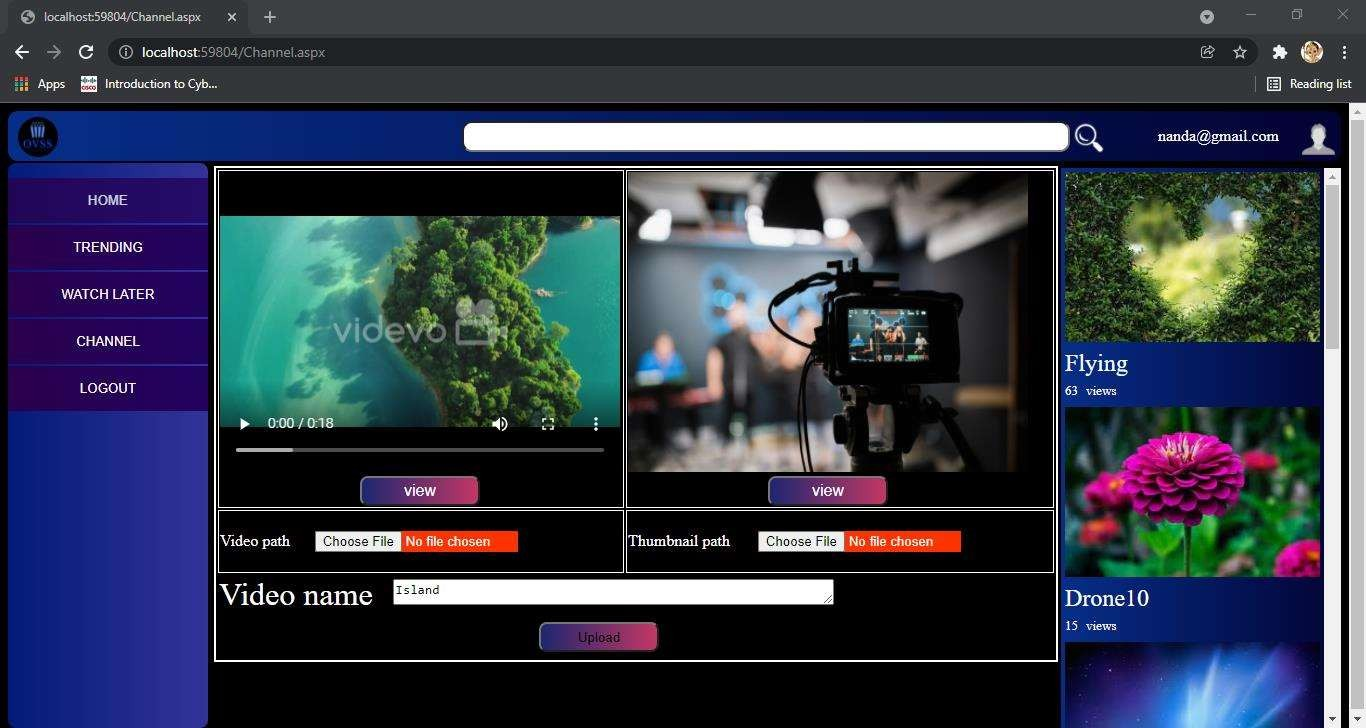 localhost:59804/Channel.aspx
localhost:59804/Channel.aspx
Apps Introduction to Cyb... Reading list
OVSS nanda@gmail.com
HOME
TRENDING
WATCH LATER
CHANNEL
LOGOUT
videvo
0:00 / 0:18
view view
Video path Choose File No file chosen Thumbnail path Choose File No file chosen
Video name Island
Upload
Flying
63 views
Drone10
15 views